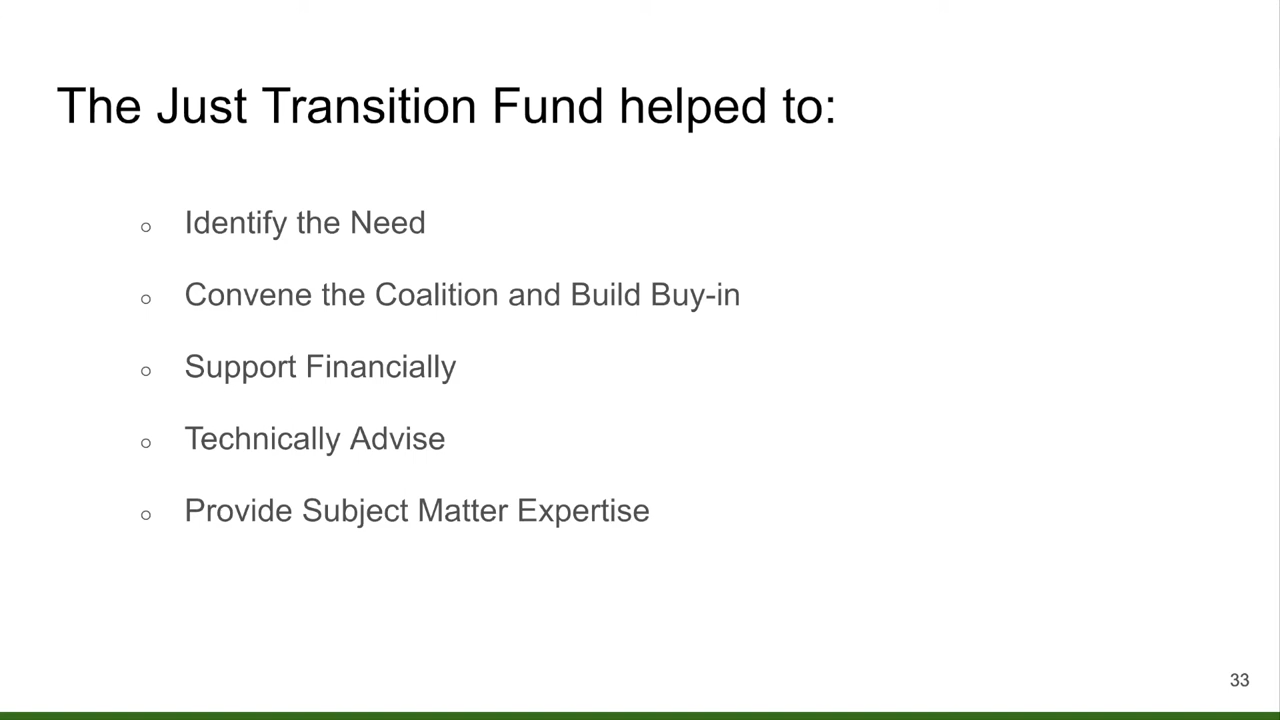 The Just Transition Fund helped to:
○ Identify the Need
○ Convene the Coalition and Build Buy-in
○ Support Financially
○ Technically Advise
○ Provide Subject Matter Expertise
33